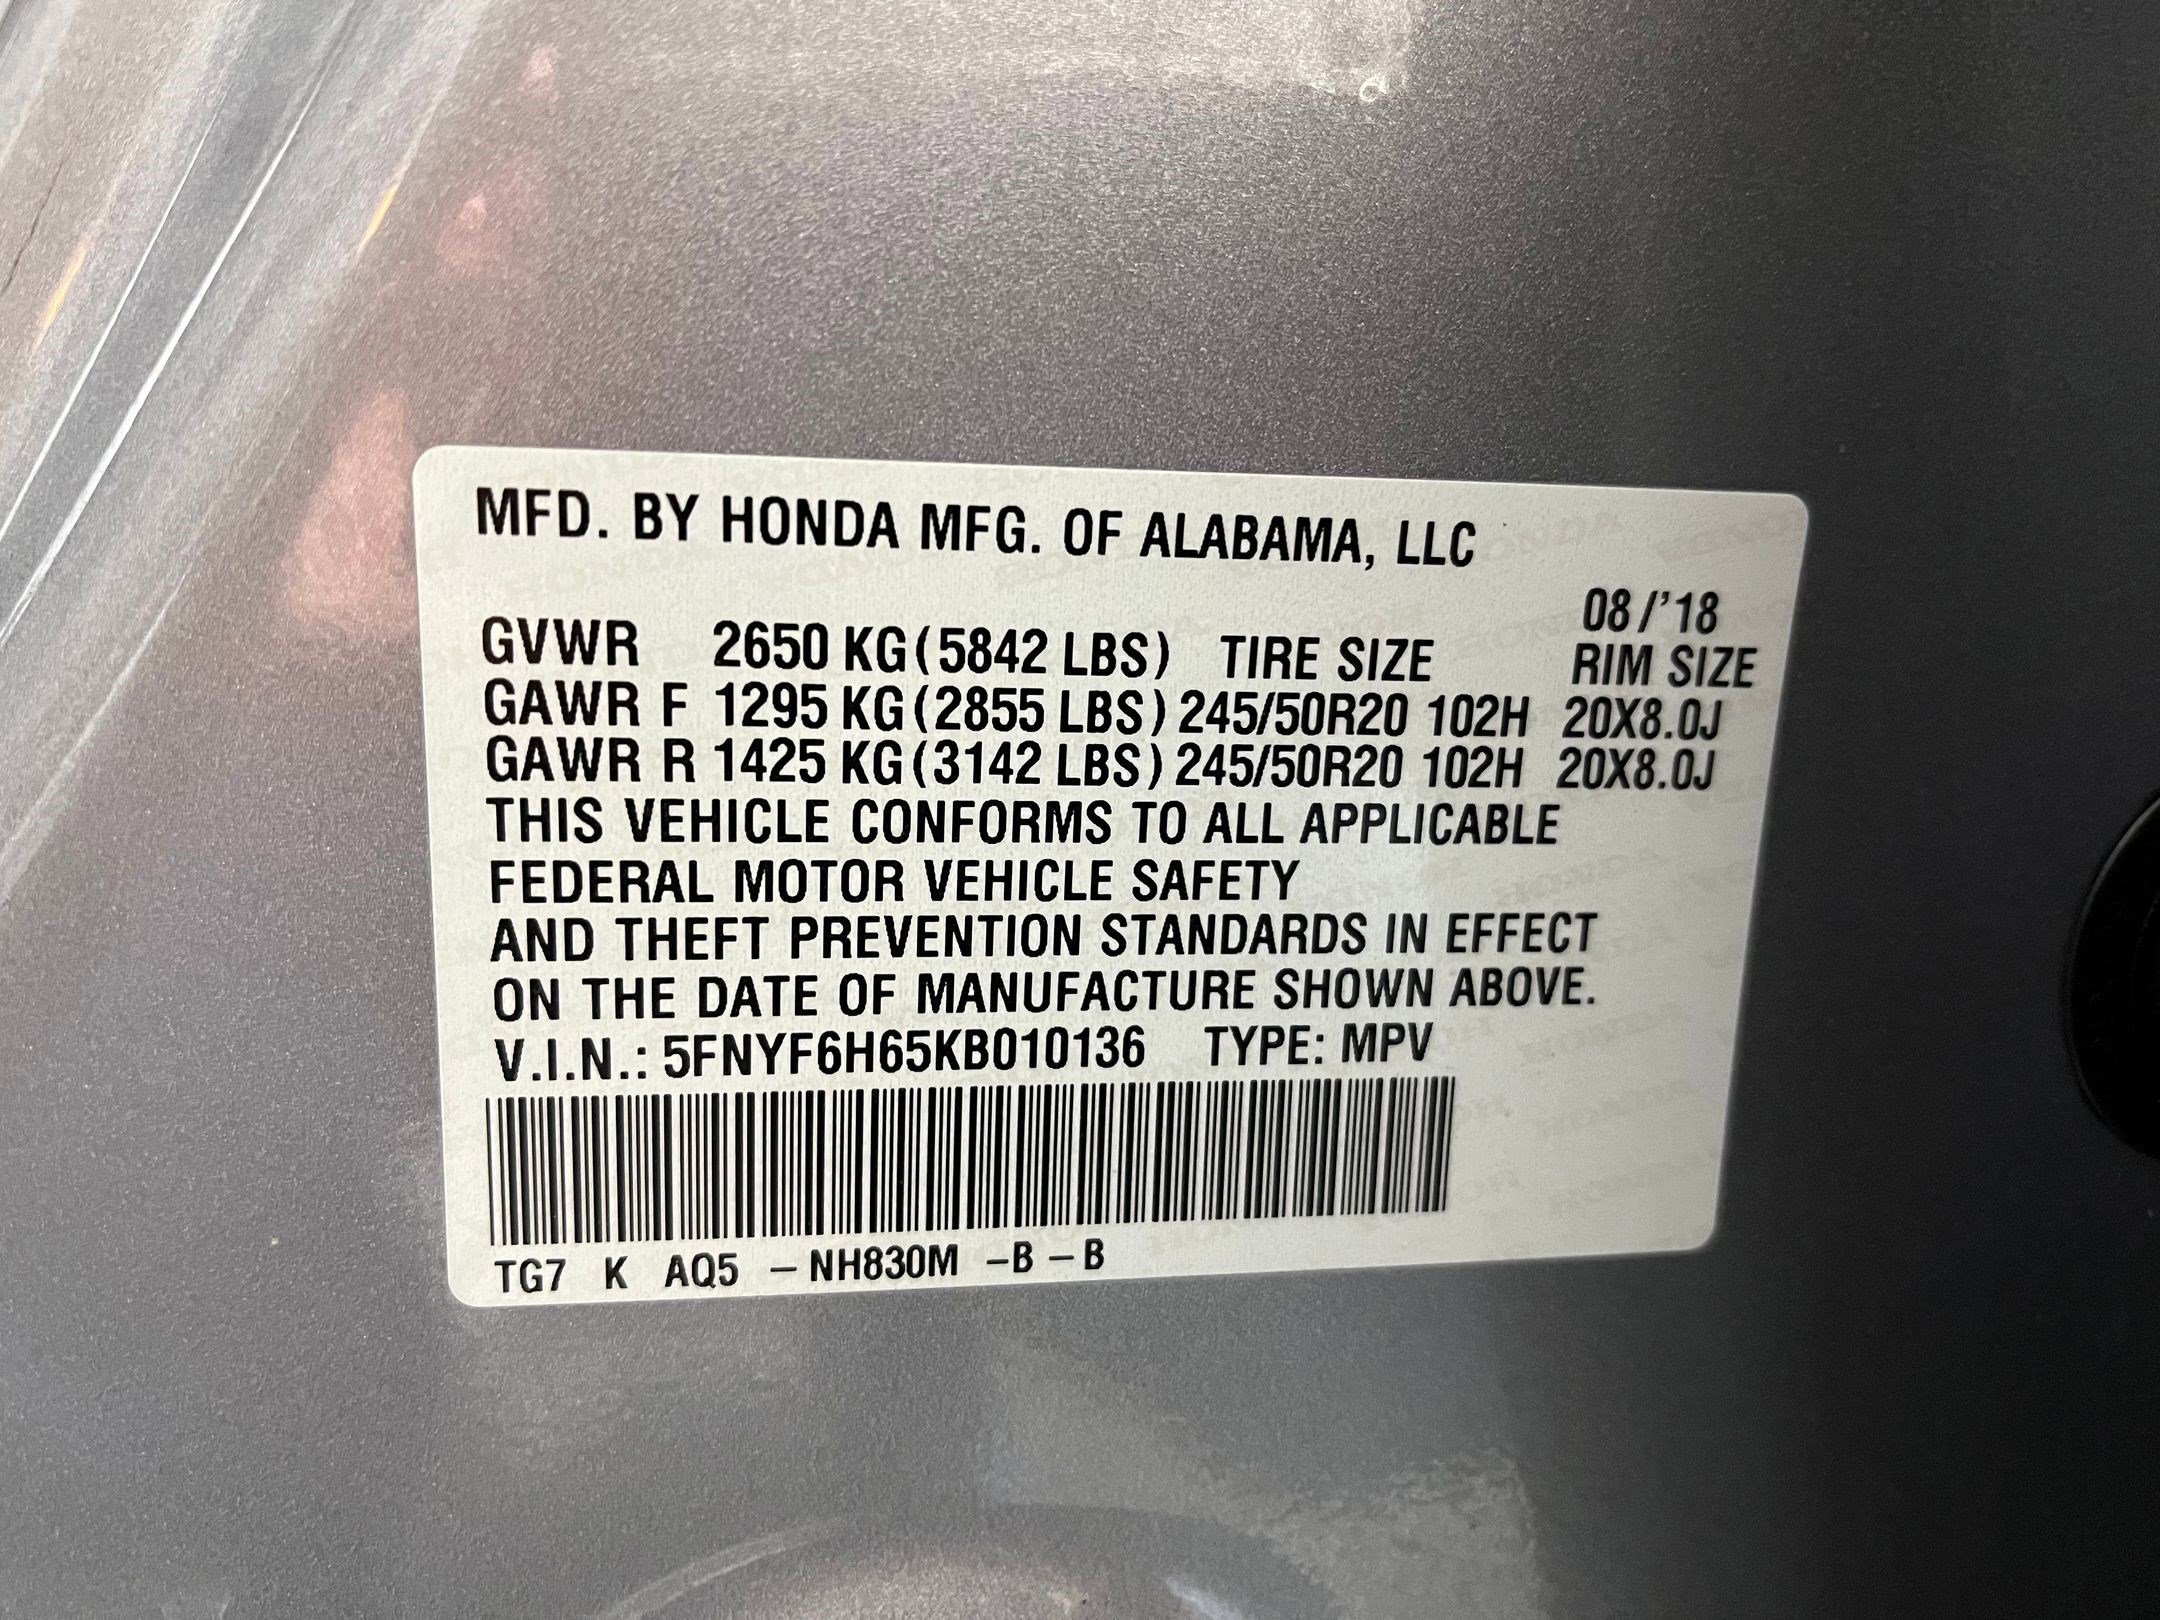 MFD. BY HONDA MFG. OF ALABAMA, LLC
08/'18
GVWR 2650 KG (5842 LBS) TIRE SIZE RIM SIZE
GAWR F 1295 KG (2855 LBS) 245/50R20 102H 20X8.0J
GAWR R 1425 KG (3142 LBS) 245/50R20 102H 20X8.0J
THIS VEHICLE CONFORMS TO ALL APPLICABLE
FEDERAL MOTOR VEHICLE SAFETY
AND THEFT PREVENTION STANDARDS IN EFFECT
ON THE DATE OF MANUFACTURE SHOWN ABOVE.
V.I.N.: 5FNYF6H65KB010136 TYPE: MPV
TG7 K AQ5 – NH830M –B – B